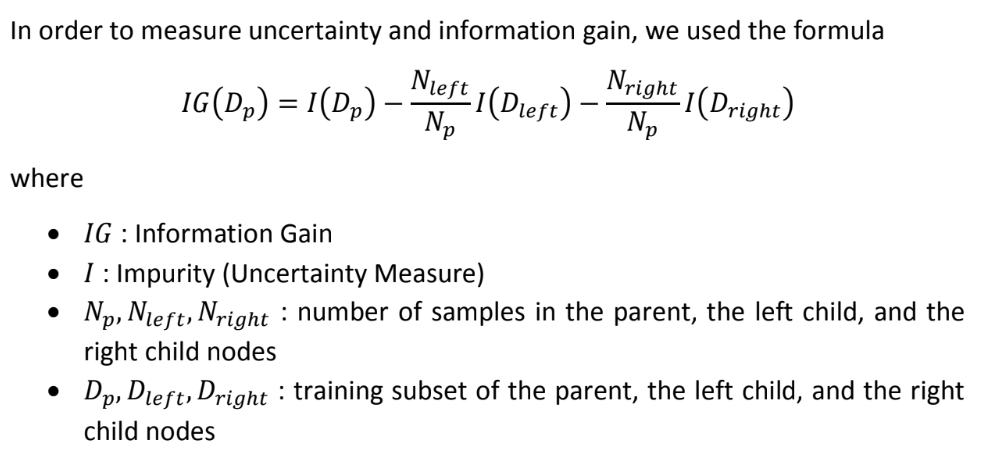 In order to measure uncertainty and information gain, we used the formula
$IG(D_p) = I(D_p) - \frac{N_{left}}{N_p} I(D_{left}) - \frac{N_{right}}{N_p} I(D_{right})$
where
• $IG$ : Information Gain
• $I$ : Impurity (Uncertainty Measure)
• $N_p, N_{left}, N_{right}$ : number of samples in the parent, the left child, and the
right child nodes
• $D_p, D_{left}, D_{right}$ : training subset of the parent, the left child, and the right
child nodes